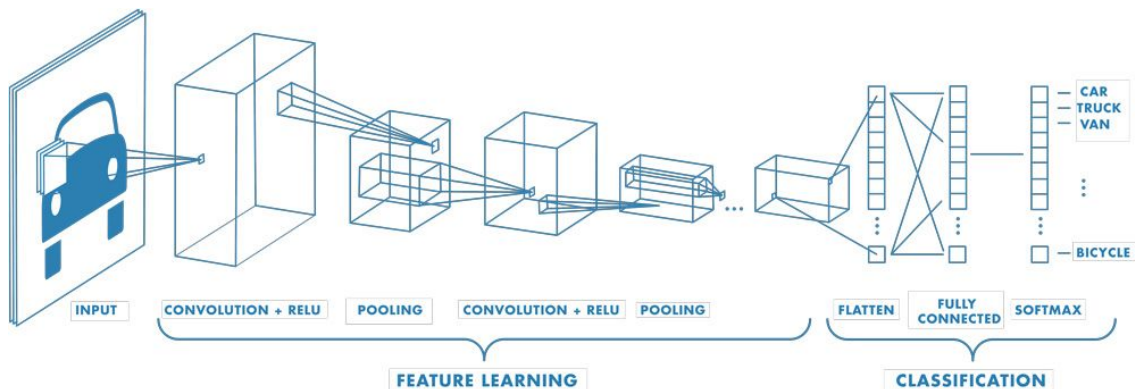 CAR
TRUCK
VAN
BICYCLE
INPUT
CONVOLUTION + RELU
POOLING
CONVOLUTION + RELU
POOLING
FLATTEN
FULLY
CONNECTED
SOFTMAX
FEATURE LEARNING
CLASSIFICATION